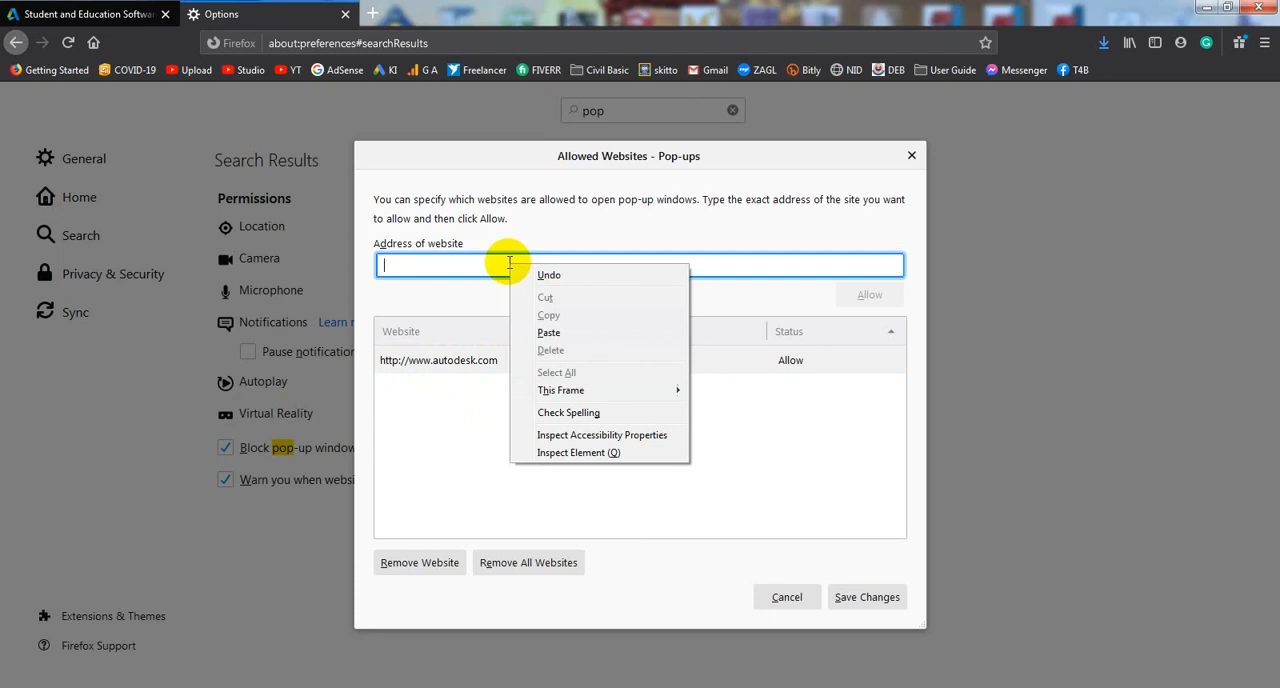 Student and Education Softwa
Options
Firefox
about:preferences#searchResults
Getting Started
COVID-19
Upload
Studio
YT
AdSense
KI
G A
Freelancer
FIVERR
Civil Basic
skitto
Gmail
ZAGL
Bitly
NID
DEB
User Guide
Messenger
T4B
pop
General
Home
Search
Privacy & Security
Sync
Extensions & Themes
Firefox Support
Search Results
Permissions
Location
Camera
Microphone
Notifications Learn
Pause notification
Autoplay
Virtual Reality
Block pop-up window
Warn you when websi
Allowed Websites - Pop-ups
You can specify which websites are allowed to open pop-up windows. Type the exact address of the site you want
to allow and then click Allow.
Address of website
Allow
Website
Status
http://www.autodesk.com
Allow
Undo
Cut
Copy
Paste
Delete
Select All
This Frame
Check Spelling
Inspect Accessibility Properties
Inspect Element (Q)
Remove Website
Remove All Websites
Cancel
Save Changes